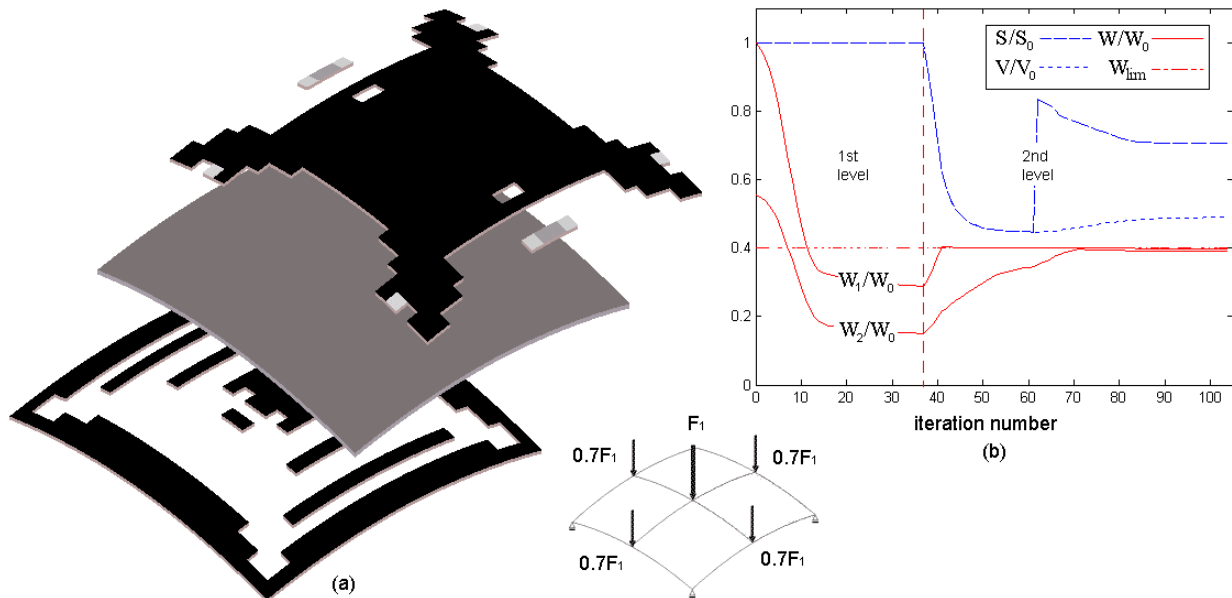 (a)
F1
0.7F1
0.7F1
0.7F1
0.7F1
S/S0
W/W0
V/V0
Wlim
1
0.8
0.6
0.4
0.2
0
1st
level
2nd
level
W1/W0
W2/W0
0 10 20 30 40 50 60 70 80 90 100
iteration number
(b)